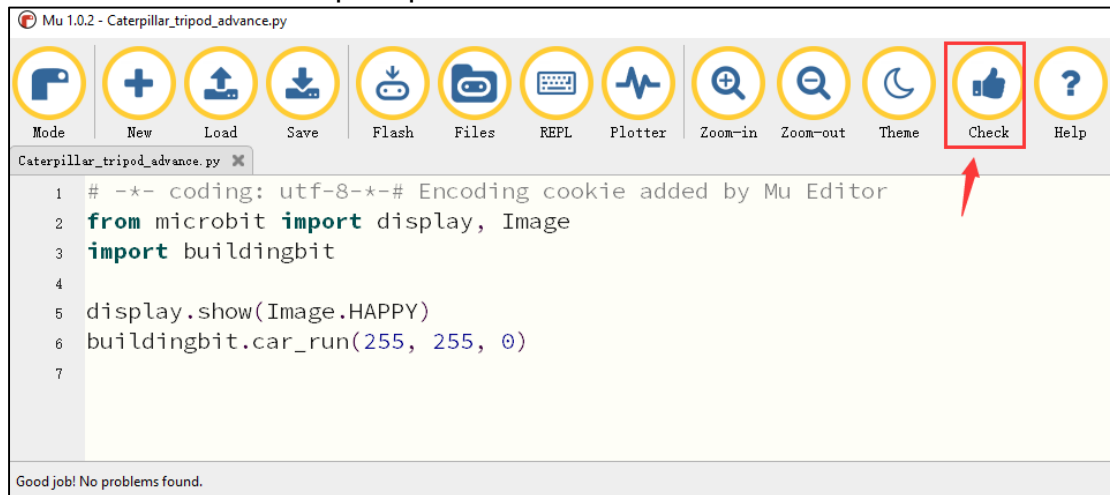 Mu 1.0.2 - Caterpillar_tripod_advance.py
Mode New Load Save Flash Files REPL Plotter Zoom-in Zoom-out Theme Check Help
?
Caterpillar_tripod_advance.py
1 # -*- coding: utf-8-*-# Encoding cookie added by Mu Editor
2 from microbit import display, Image
3 import buildingbit
4
5 display.show(Image.HAPPY)
6 buildingbit.car_run(255, 255, 0)
7
Good job! No problems found.